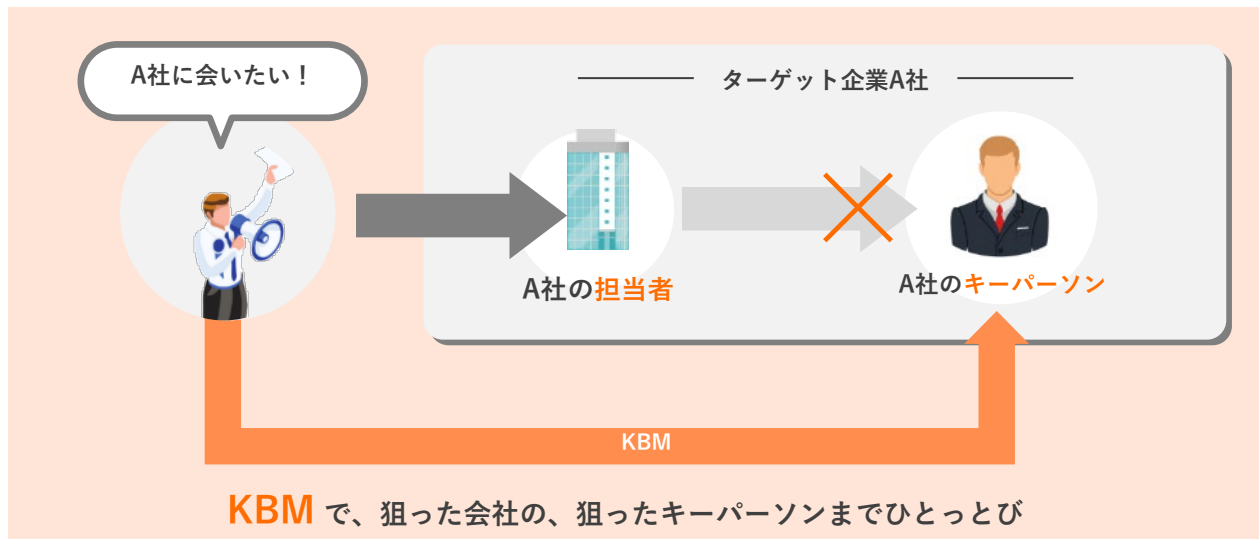 A社に会いたい！
ターゲット企業A社
A社の担当者
A社のキーパーソン
KBM
KBM で、狙った会社の、狙ったキーパーソンまでひとっとび